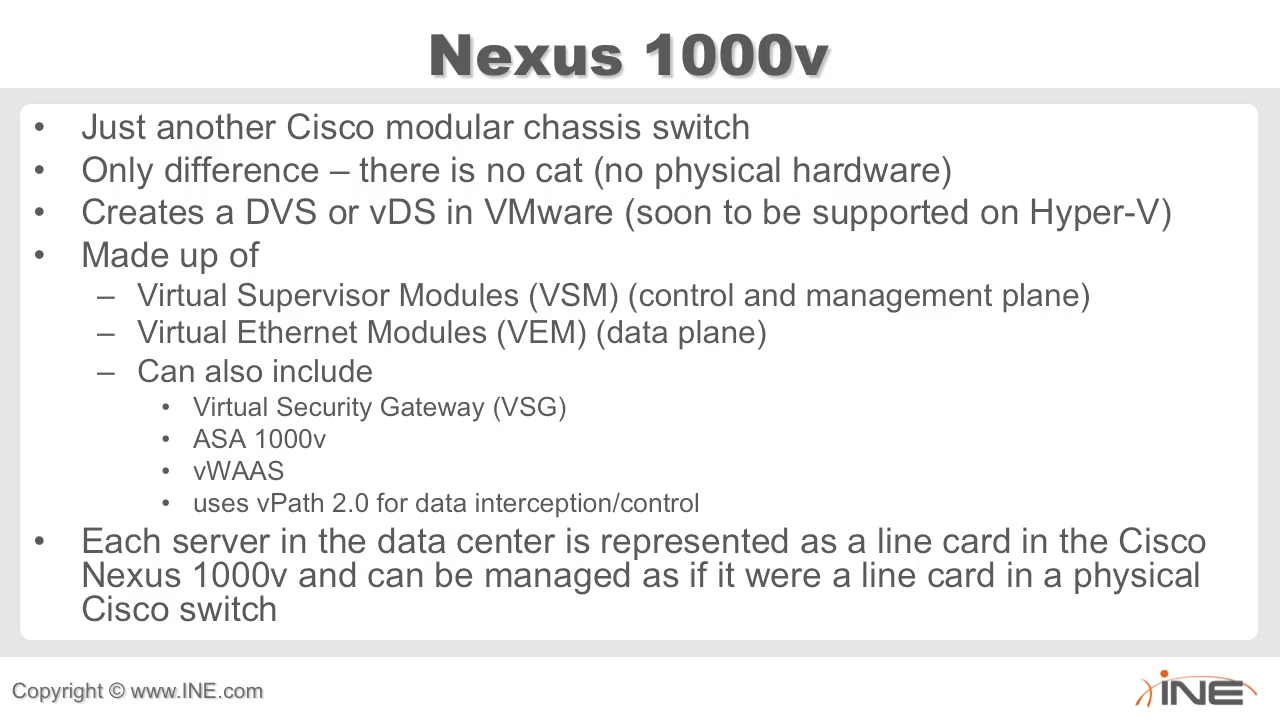 Nexus 1000v
• Just another Cisco modular chassis switch
• Only difference – there is no cat (no physical hardware)
• Creates a DVS or vDS in VMware (soon to be supported on Hyper-V)
• Made up of
– Virtual Supervisor Modules (VSM) (control and management plane)
– Virtual Ethernet Modules (VEM) (data plane)
– Can also include
• Virtual Security Gateway (VSG)
• ASA 1000v
• vWAAS
• uses vPath 2.0 for data interception/control
• Each server in the data center is represented as a line card in the Cisco
Nexus 1000v and can be managed as if it were a line card in a physical
Cisco switch
Copyright © www.INE.com
iNE